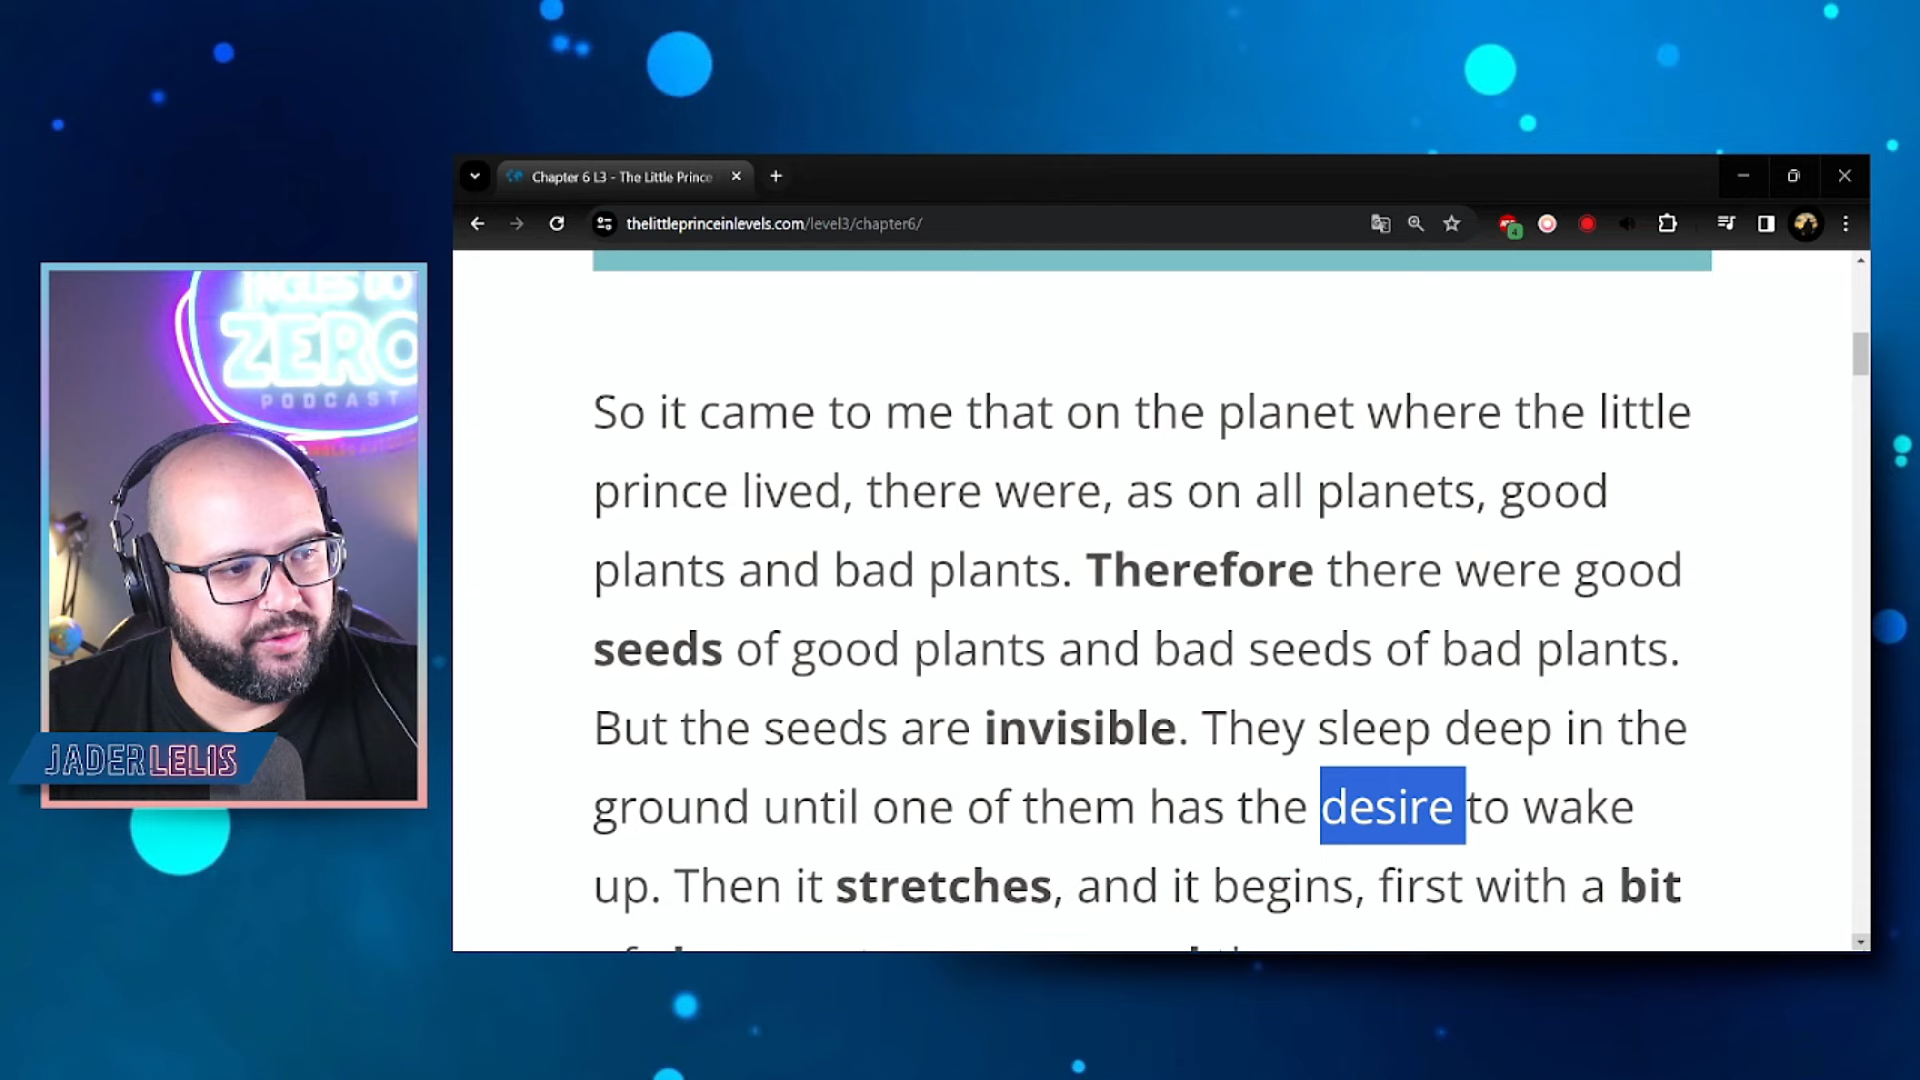 Chapter 6 L3 - The Little Prince
thelittleprinceinlevels.com/level3/chapter6/
4
ZERO
PODCAST
JADERLELIS
So it came to me that on the planet where the little
prince lived, there were, as on all planets, good
plants and bad plants. Therefore there were good
seeds of good plants and bad seeds of bad plants.
But the seeds are invisible. They sleep deep in the
ground until one of them has the desire to wake
up. Then it stretches, and it begins, first with a bit